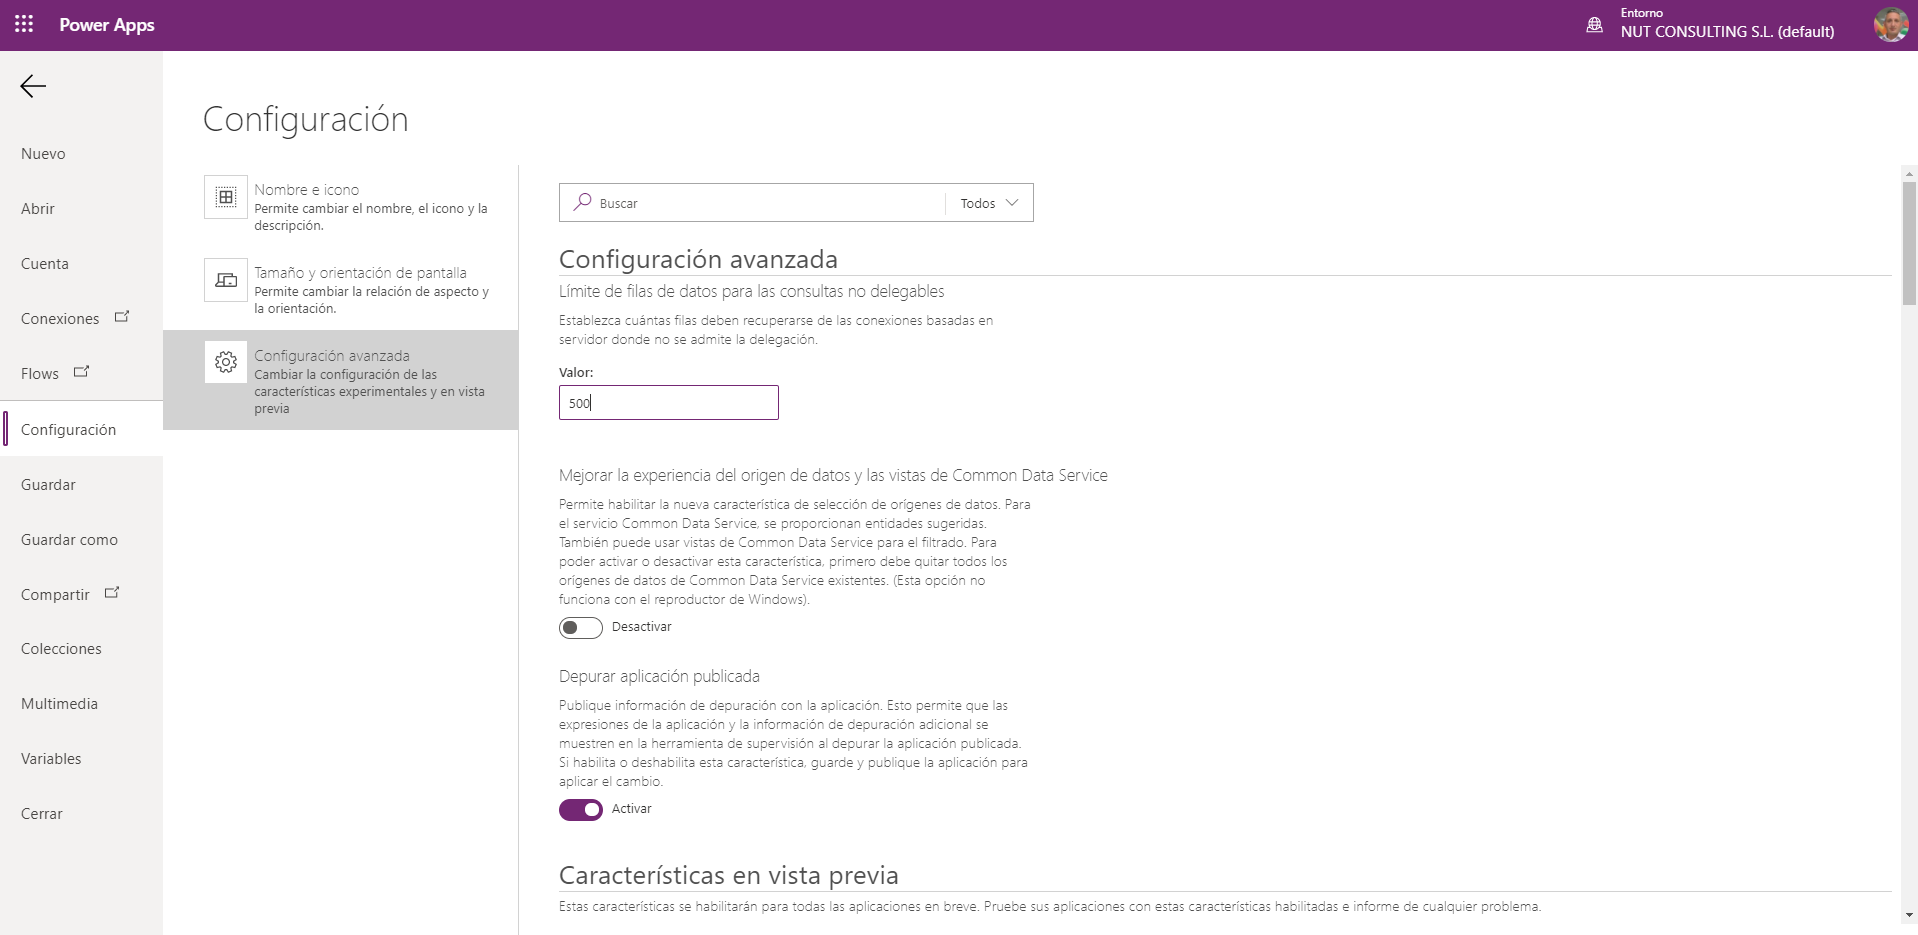 Power Apps
Entorno
NUT CONSULTING S.L. (default)
Nuevo
Abrir
Cuenta
Conexiones
Flows
Configuración
Guardar
Guardar como
Compartir
Colecciones
Multimedia
Variables
Cerrar
Configuración
Nombre e icono
Permite cambiar el nombre, el icono y la
descripción.
Tamaño y orientación de pantalla
Permite cambiar la relación de aspecto y
la orientación.
Configuración avanzada
Cambiar la configuración de las
características experimentales y en vista
previa
Buscar
Todos
Configuración avanzada
Límite de filas de datos para las consultas no delegables
Establezca cuántas filas deben recuperarse de las conexiones basadas en
servidor donde no se admite la delegación.
Valor:
500
Mejorar la experiencia del origen de datos y las vistas de Common Data Service
Permite habilitar la nueva característica de selección de orígenes de datos. Para
el servicio Common Data Service, se proporcionan entidades sugeridas.
También puede usar vistas de Common Data Service para el filtrado. Para
poder activar o desactivar esta característica, primero debe quitar todos los
orígenes de datos de Common Data Service existentes. (Esta opción no
funciona con el reproductor de Windows).
Desactivar
Depurar aplicación publicada
Publique información de depuración con la aplicación. Esto permite que las
expresiones de la aplicación y la información de depuración adicional se
muestren en la herramienta de supervisión al depurar la aplicación publicada.
Si habilita o deshabilita esta característica, guarde y publique la aplicación para
aplicar el cambio.
Activar
Características en vista previa
Estas características se habilitarán para todas las aplicaciones en breve. Pruebe sus aplicaciones con estas características habilitadas e informe de cualquier problema.